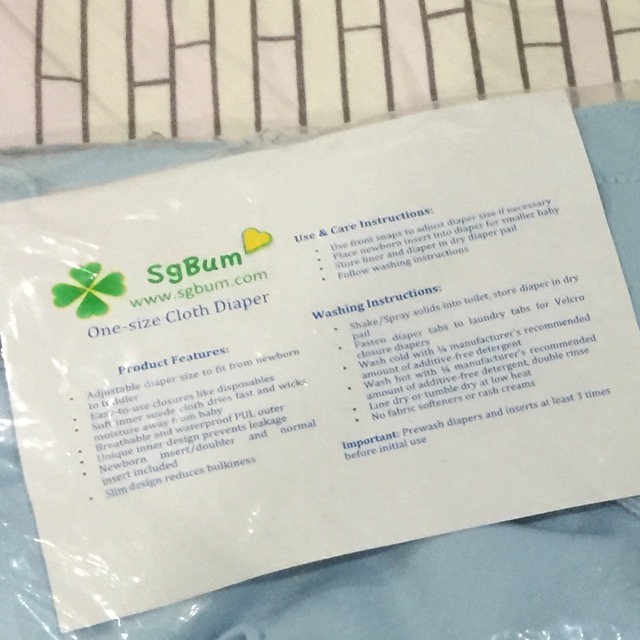 SgBum
www.sgbum.com
One-size Cloth Diaper
Product Features:
Adjustable diaper size to fit from newborn
to toddler
Easy-to-use closures like disposables
Soft inner suede cloth dries fast and wicks
moisture away from baby
Breathable and waterproof PUL outer
Unique inner design prevents leakage
Newborn insert/doubler and normal
insert included
Slim design reduces bulkiness
Use & Care Instructions:
Use front snaps to adjust diaper size if necessary
Place newborn insert into diaper for smaller baby
Store liner and diaper in dry diaper pail
Follow washing instructions
Washing Instructions:
Shake/Spray solids into toilet, store diaper in dry
pail
Fasten diaper tabs to laundry tabs for Velcro
closure diapers
Wash cold with ¼ manufacturer's recommended
amount of additive free detergent
Wash hot with ¼ manufacturer's recommended
amount of additive free detergent, double rinse
Line dry or tumble dry at low heat
No fabric softeners or rash creams
Important: Prewash diapers and inserts at least 3 times
before initial use